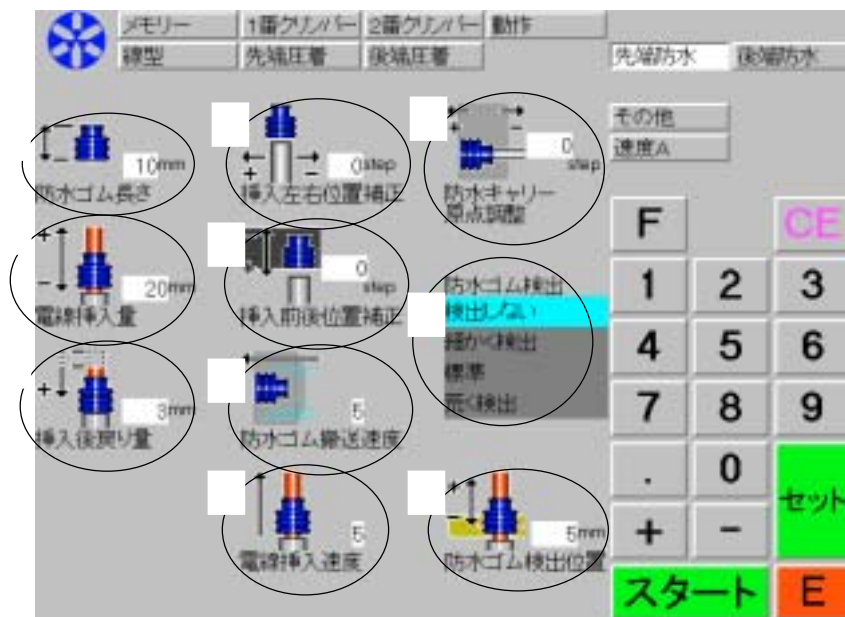 メモリー 1番クリンパー 2番クリンパー 動作
線型 先端圧着 後端圧着 先端防水 後端防水
その他
速度A
+ -
10mm
防水ゴム長さ
+ -
0step
挿入左右位置補正
+ -
0
step
防水キャリー
原点調整
+
-
20mm
電線挿入量
0
step
挿入前後位置補正
防水ゴム検出
検出しない
細かく検出
標準
荒く検出
+
3mm
挿入後戻り量
5
防水ゴム搬送速度
5
電線挿入速度
+
-
5mm
防水ゴム検出位置
F CE
1 2 3
4 5 6
7 8 9
. 0
+ - セット
スタート E